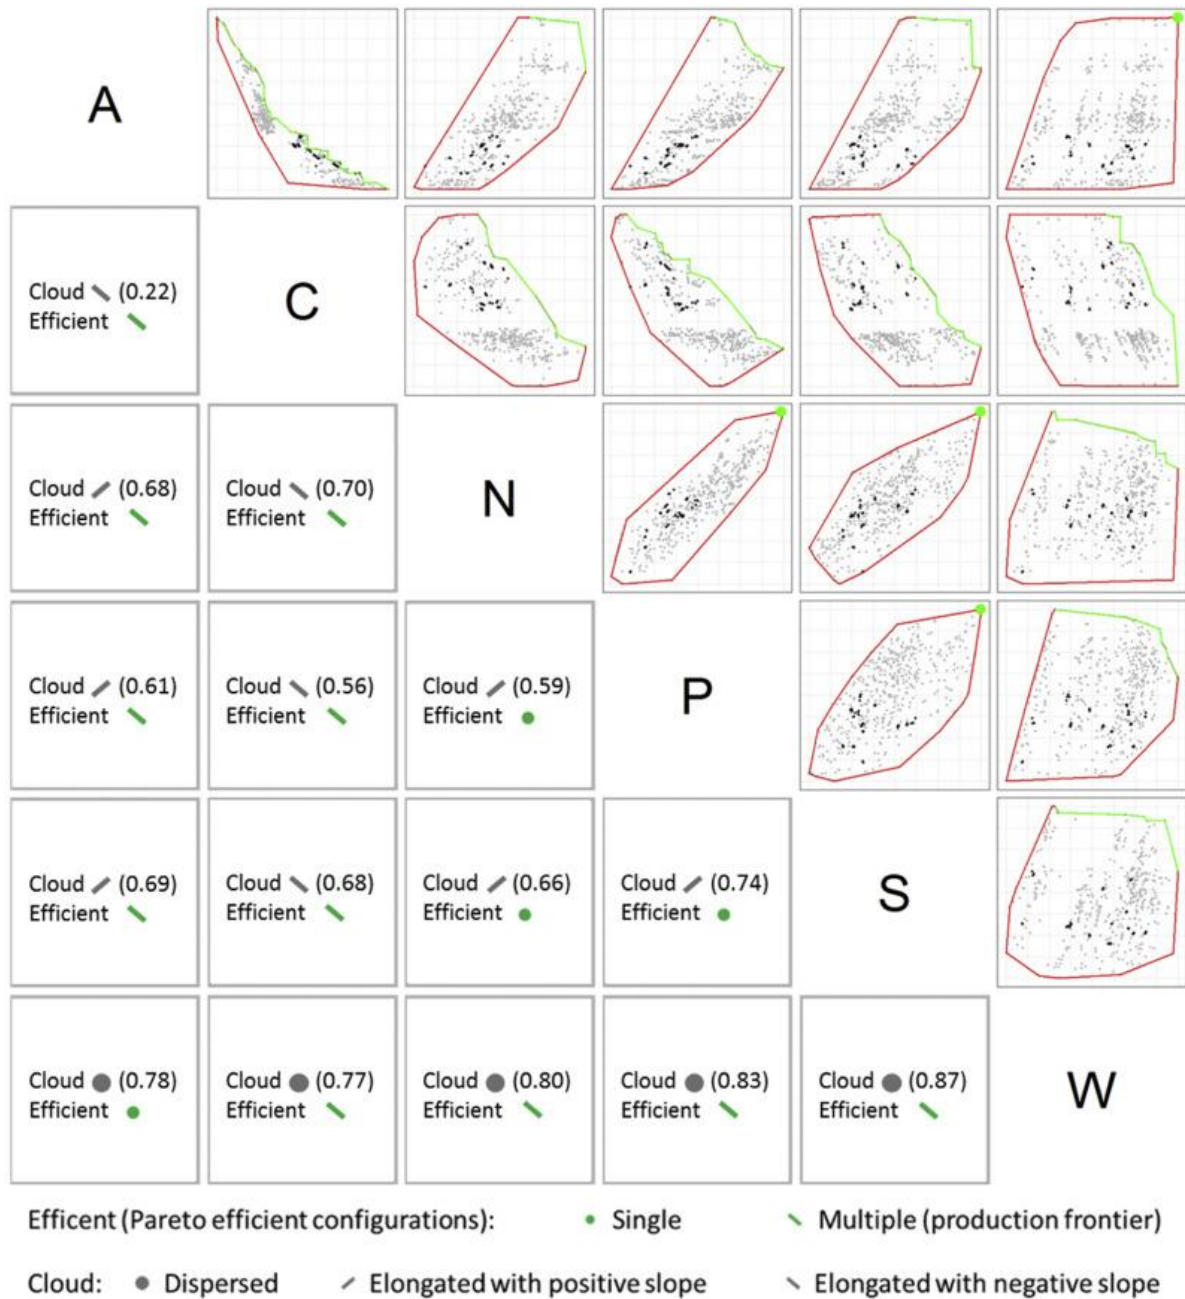 A
Cloud (0.22)
Efficient
C
Cloud (0.68)
Efficient
Cloud (0.70)
Efficient
N
Cloud (0.61)
Efficient
Cloud (0.56)
Efficient
Cloud (0.59)
Efficient
P
Cloud (0.69)
Efficient
Cloud (0.68)
Efficient
Cloud (0.66)
Efficient
Cloud (0.74)
Efficient
S
Cloud (0.78)
Efficient
Cloud (0.77)
Efficient
Cloud (0.80)
Efficient
Cloud (0.83)
Efficient
Cloud (0.87)
Efficient
W
Efficent (Pareto efficient configurations): Single Multiple (production frontier)
Cloud: Dispersed Elongated with positive slope Elongated with negative slope